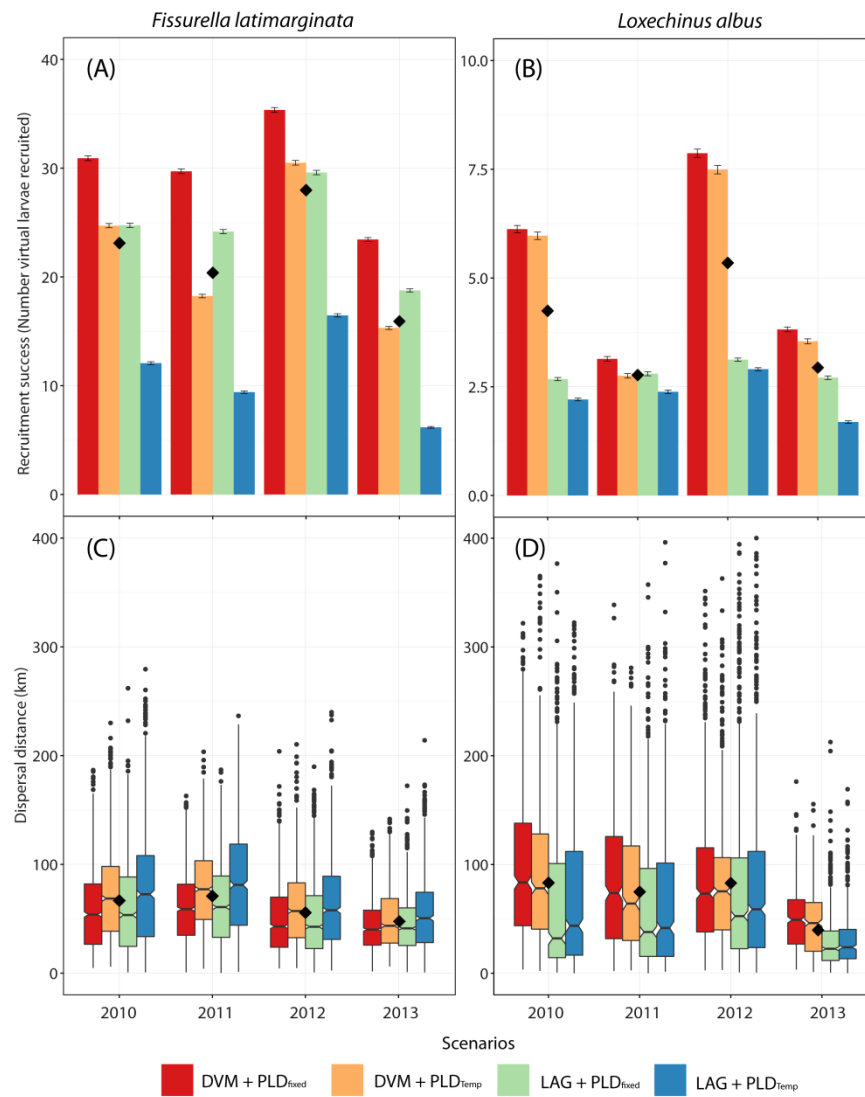 Fissurella latimarginata
Loxechinus albus
Recruitment success (Number virtual larvae recruited)
(A)
40
30
20
10
0
(B)
10.0
7.5
5.0
2.5
0.0
Dispersal distance (km)
(C)
400
300
200
100
0
(D)
400
300
200
100
0
2010 2011 2012 2013
2010 2011 2012 2013
Scenarios
DVM + PLDfixed DVM + PLDTemp LAG + PLDfixed LAG + PLDTemp